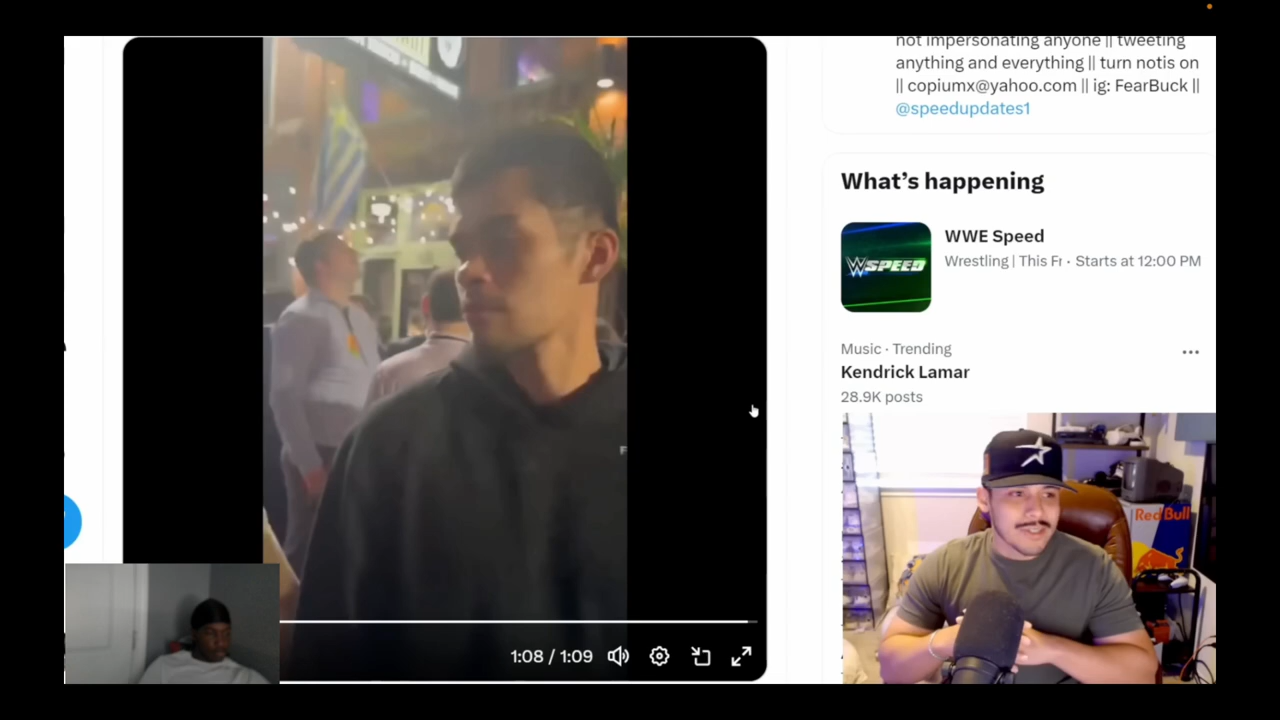 not impersonating anyone || tweeting
anything and everything || turn notis on
|| copiumx@yahoo.com || ig: FearBuck ||
@speedupdates1
What’s happening
WWE Speed
Wrestling | This Fr · Starts at 12:00 PM
W SPEED
Music · Trending
Kendrick Lamar
28.9K posts
Red Bull
1:08 / 1:09